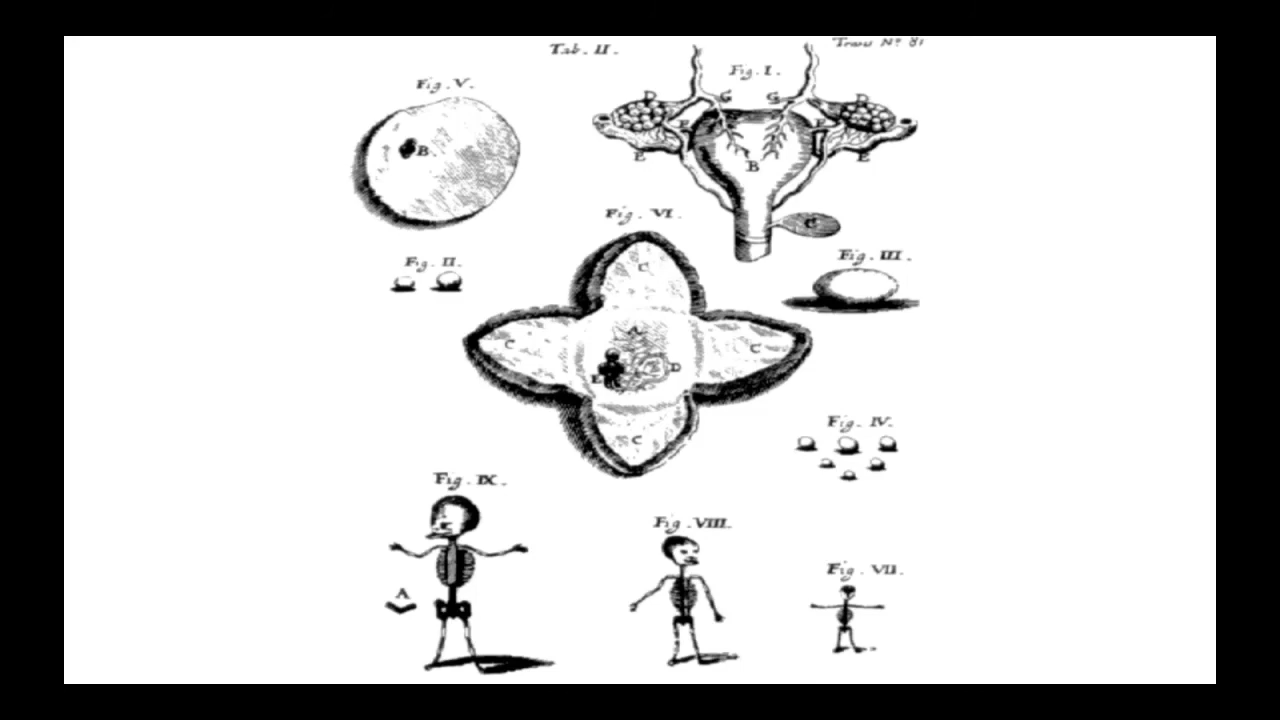 Tab. II.
Trans Nº 81
Fig. V.
B
Fig. I.
D G G D
F F
E B E
C
Fig. VI.
C
C A C
E D
C
Fig. II.
Fig. III.
Fig. IV.
Fig. IX.
A
Fig. VIII.
Fig. VII.